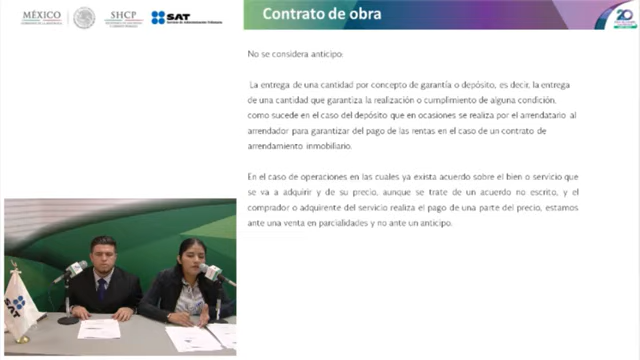 MÉXICO
SHCP
SAT
Contrato de obra
20
No se considera anticipo:
La entrega de una cantidad por concepto de garantía o depósito, es decir, la entrega
de una cantidad que garantiza la realización o cumplimiento de alguna condición,
como sucede en el caso del depósito que en ocasiones se realiza por el arrendatario al
arrendador para garantizar del pago de las rentas en el caso de un contrato de
arrendamiento inmobiliario.
En el caso de operaciones en las cuales ya exista acuerdo sobre el bien o servicio que
se va a adquirir y de su precio, aunque se trate de un acuerdo no escrito, y el
comprador o adquirente del servicio realiza el pago de una parte del precio, estamos
ante una venta en parcialidades y no ante un anticipo.
SAT